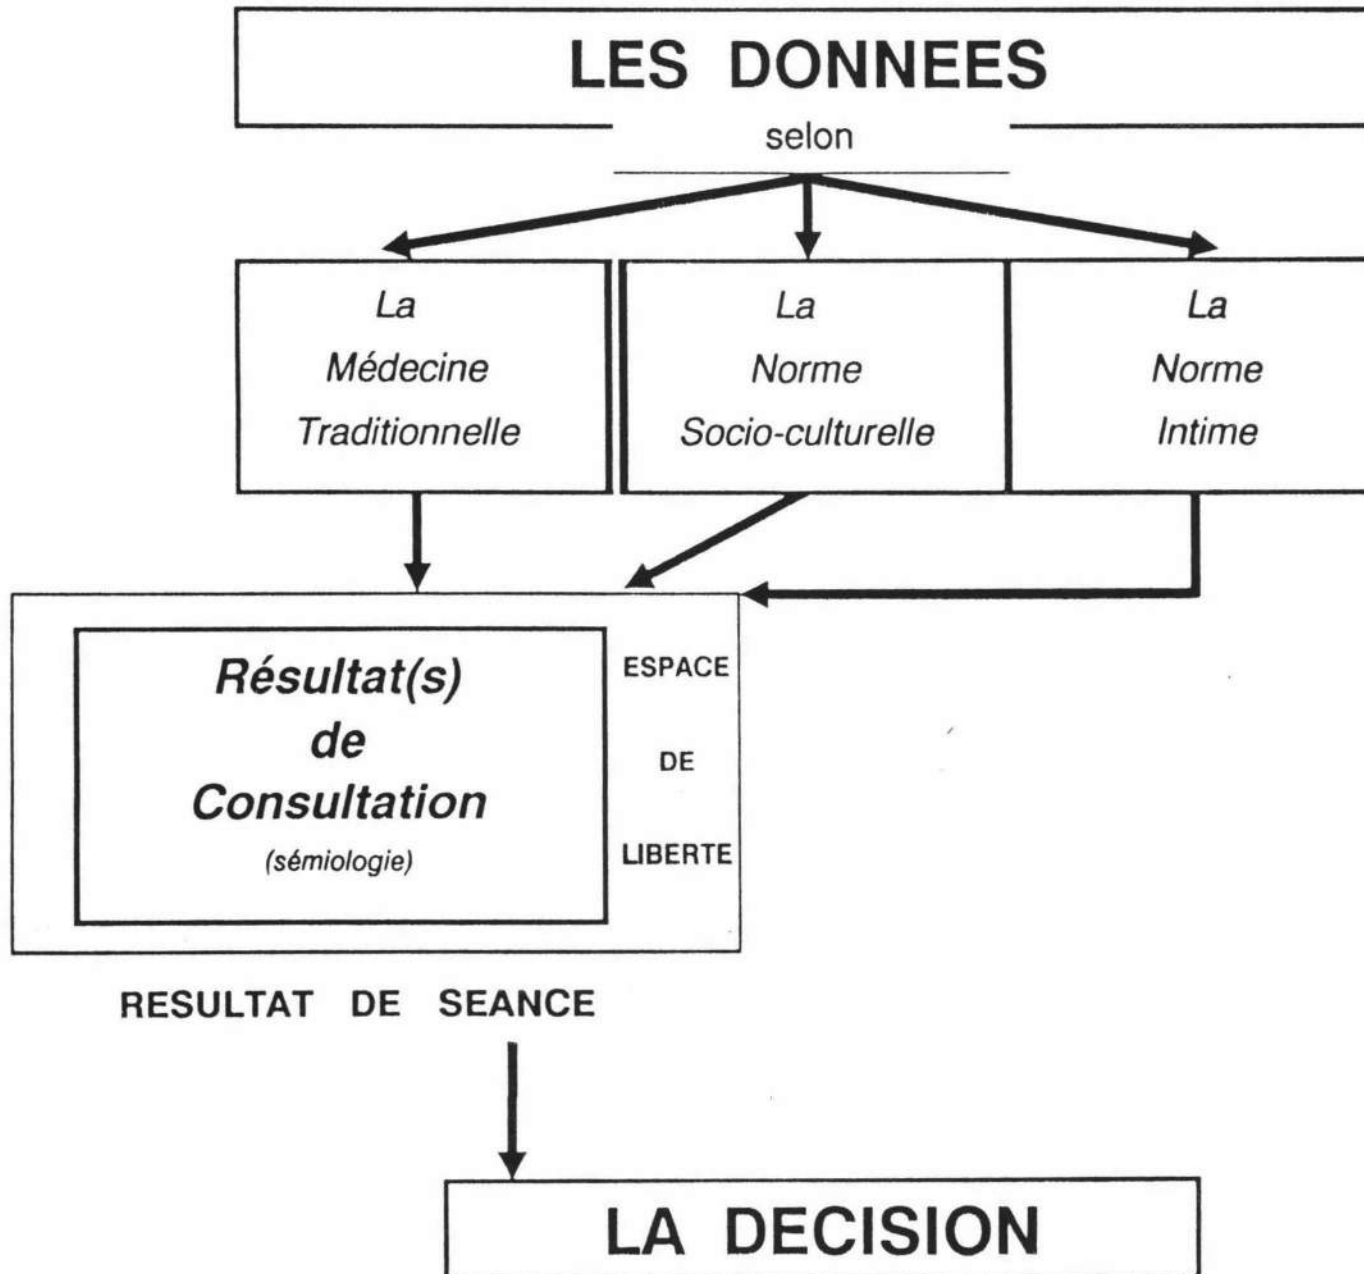 LES DONNEES
selon
La
Médecine
Traditionnelle
La
Norme
Socio-culturelle
La
Norme
Intime
Résultat(s)
de
Consultation
(sémiologie)
ESPACE
DE
LIBERTE
RESULTAT DE SEANCE
LA DECISION